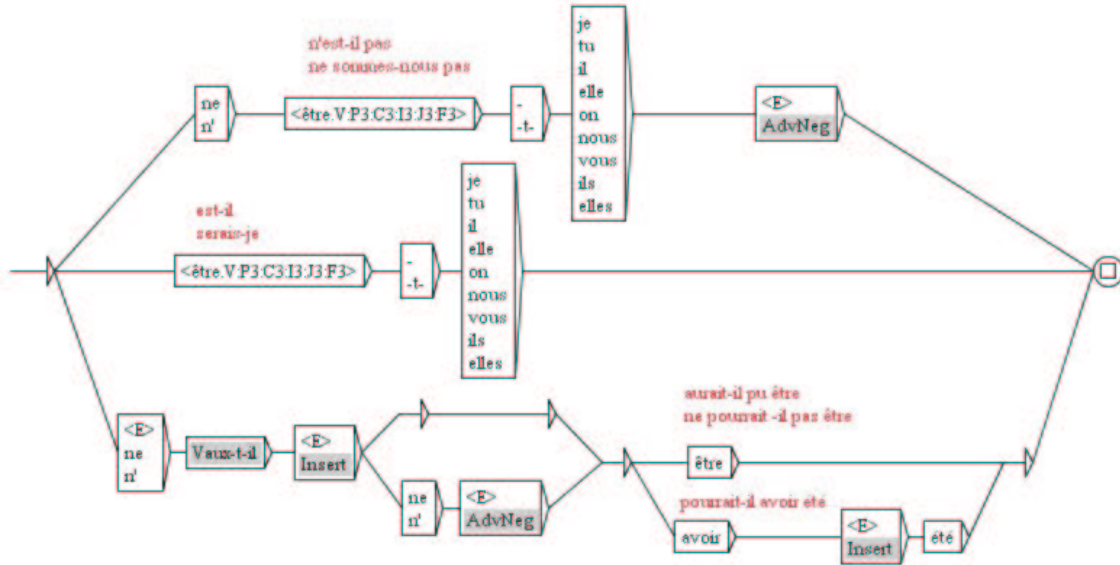 n'est-il pas
ne sommes-nous pas
ne
n'
<être.V:P3:C3:I3:J3:F3>
-
-t-
je
tu
il
elle
on
nous
vous
ils
elles
<E>
AdvNeg
est-il
serais-je
<être.V:P3:C3:I3:J3:F3>
-
-t-
je
tu
il
elle
on
nous
vous
ils
elles
<E>
ne
n'
Vaux-t-il
<E>
Insert
ne
n'
<E>
AdvNeg
aurait-il pu être
ne pourrait -il pas être
être
pourrait-il avoir été
avoir
<E>
Insert
été